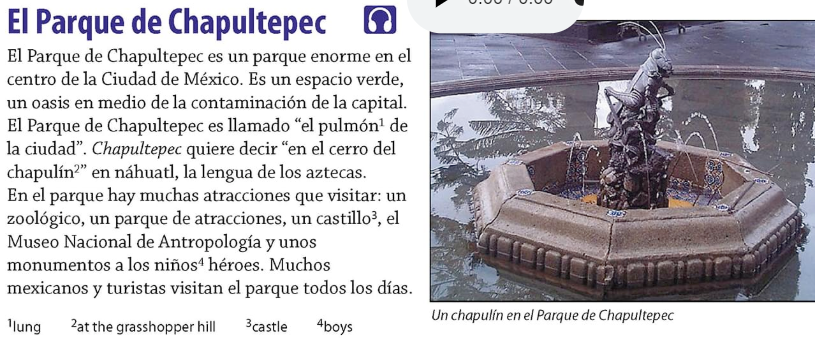 El Parque de Chapultepec
El Parque de Chapultepec es un parque enorme en el
centro de la Ciudad de México. Es un espacio verde,
un oasis en medio de la contaminación de la capital.
El Parque de Chapultepec es llamado “el pulmón¹ de
la ciudad”. Chapultepec quiere decir “en el cerro del
chapulín²” en náhuatl, la lengua de los aztecas.
En el parque hay muchas atracciones que visitar: un
zoológico, un parque de atracciones, un castillo³, el
Museo Nacional de Antropología y unos
monumentos a los niños⁴ héroes. Muchos
mexicanos y turistas visitan el parque todos los días.
¹lung ²at the grasshopper hill ³castle ⁴boys
Un chapulín en el Parque de Chapultepec